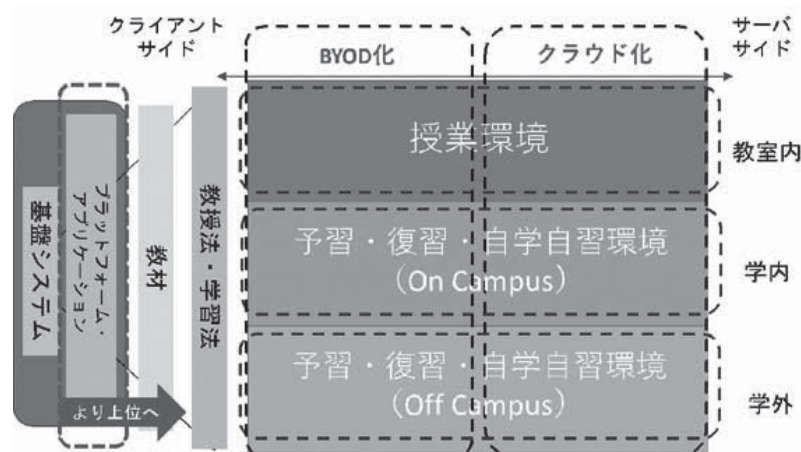 クライアント
サイド
BYOD化
クラウド化
サーバ
サイド
基盤システム
プラットフォーム・
アプリケーション
教材
教授法・学習法
より上位へ
授業環境
教室内
予習・復習・自学自習環境
(On Campus)
学内
予習・復習・自学自習環境
(Off Campus)
学外